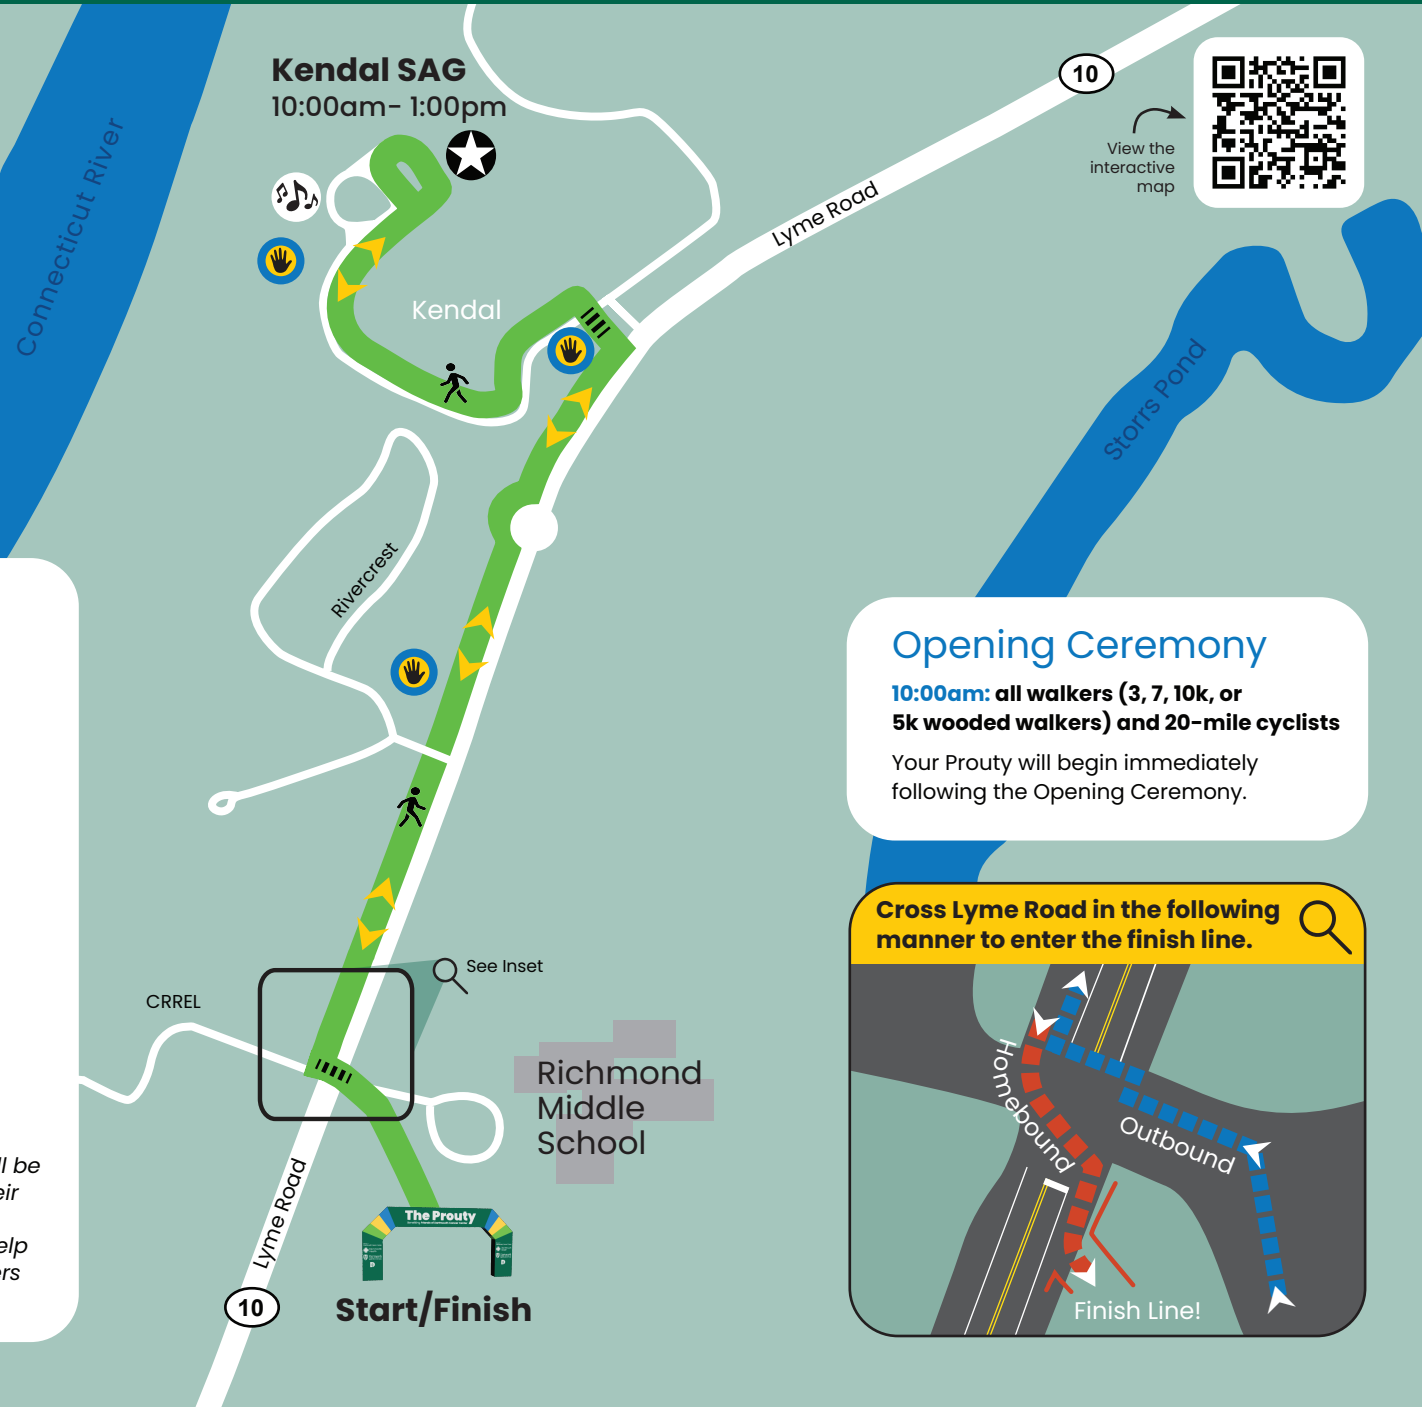 Kendal SAG
10:00am- 1:00pm
10
View the
interactive
map
Connecticut River
Lyme Road
Kendal
Storrs Pond
Rivercrest
Opening Ceremony
10:00am: all walkers (3, 7, 10k, or
5k wooded walkers) and 20-mile cyclists
Your Prouty will begin immediately
following the Opening Ceremony.
Cross Lyme Road in the following
manner to enter the finish line.
See Inset
CRREL
Richmond
Middle
School
Homebound
Outbound
Finish Line!
ll be
eir
elp
ers
Lyme Road
The Prouty
10
Start/Finish